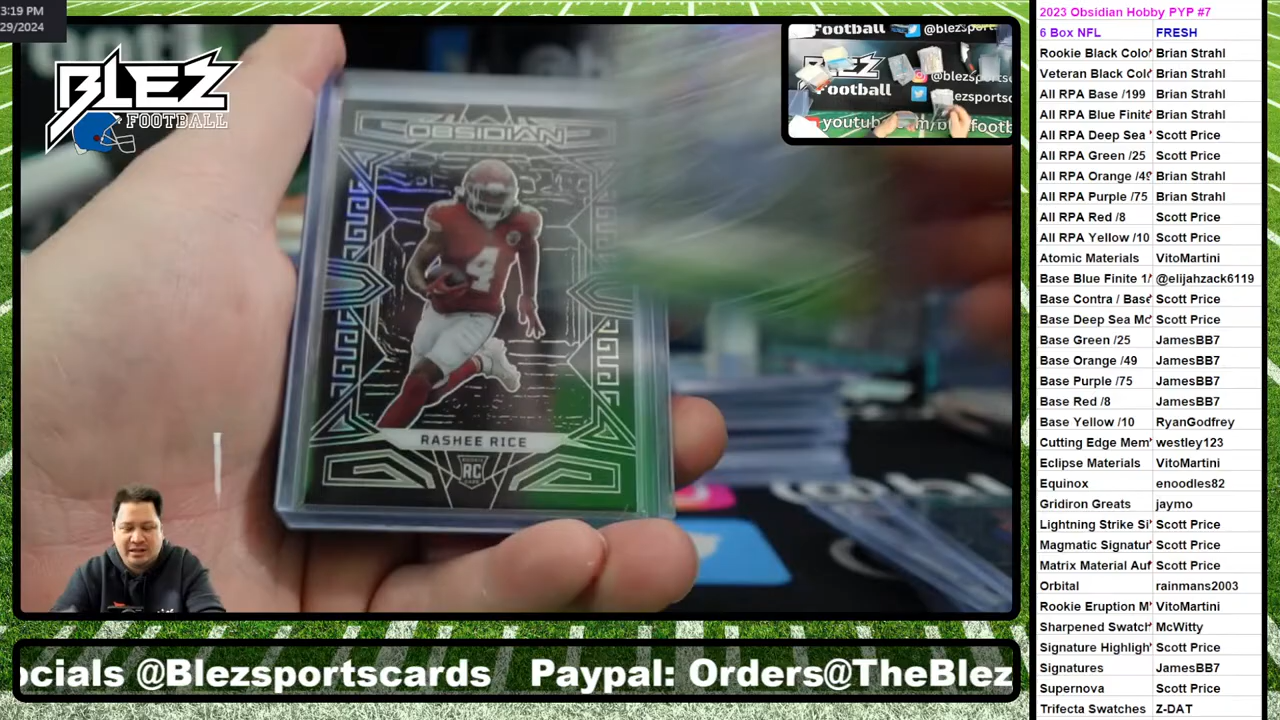 3:19 PM
29/2024
BLEZ
FOOTBALL
OBSIDIAN
4
RASHEE RICE
RC
Football
@blezsport
Football
@blezsports
blezsportsc
youtub
.com/b
footb
ocials @Blezsportscards Paypal: Orders@TheBlez
2023 Obsidian Hobby PYP #7
6 Box NFL FRESH
Rookie Black Colo Brian Strahl
Veteran Black Colo Brian Strahl
All RPA Base /199 Brian Strahl
All RPA Blue Finite Brian Strahl
All RPA Deep Sea Scott Price
All RPA Green /25 Scott Price
All RPA Orange /49 Brian Strahl
All RPA Purple /75 Brian Strahl
All RPA Red /8 Scott Price
All RPA Yellow /10 Scott Price
Atomic Materials VitoMartini
Base Blue Finite 1/ @elijahzack6119
Base Contra / Base Scott Price
Base Deep Sea Mo Scott Price
Base Green /25 JamesBB7
Base Orange /49 JamesBB7
Base Purple /75 JamesBB7
Base Red /8 JamesBB7
Base Yellow /10 RyanGodfrey
Cutting Edge Mem westley123
Eclipse Materials VitoMartini
Equinox enoodles82
Gridiron Greats jaymo
Lightning Strike Si Scott Price
Magmatic Signatur Scott Price
Matrix Material Aut Scott Price
Orbital rainmans2003
Rookie Eruption M VitoMartini
Sharpened Swatch McWitty
Signature Highligh Scott Price
Signatures JamesBB7
Supernova Scott Price
Trifecta Swatches Z-DAT